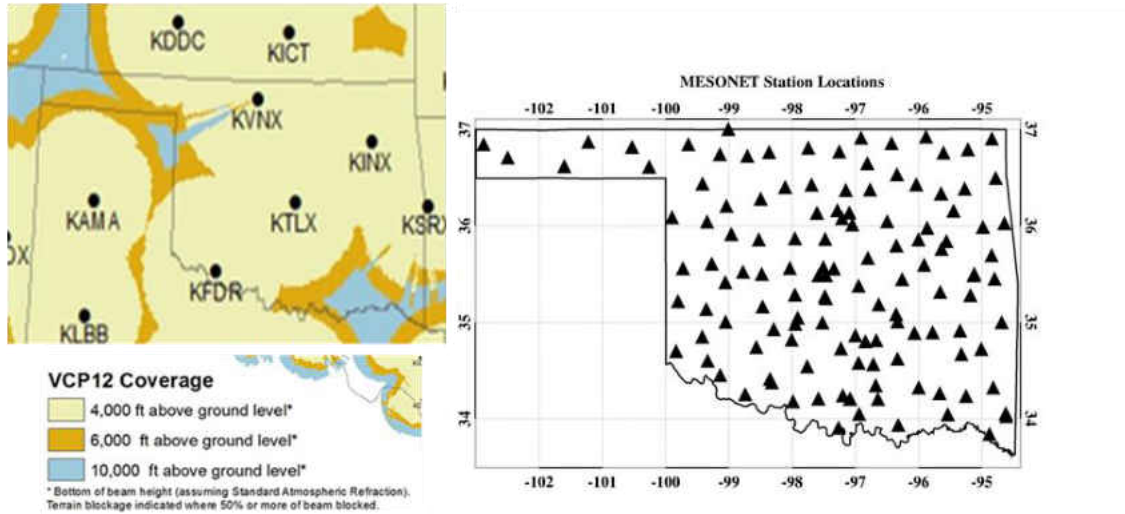 KDDC
KICT
KVNX
KINX
KAMA
KTLX
KSRX
DX
KFDR
KLBB
VCP12 Coverage
4,000 ft above ground level*
6,000 ft above ground level*
10,000 ft above ground level*
* Bottom of beam height (assuming Standard Atmospheric Refraction).
Terrain blockage indicated where 50% or more of beam blocked.
MESONET Station Locations
-102 -101 -100 -99 -98 -97 -96 -95
37 37
36 36
35 35
34 34
-102 -101 -100 -99 -98 -97 -96 -95